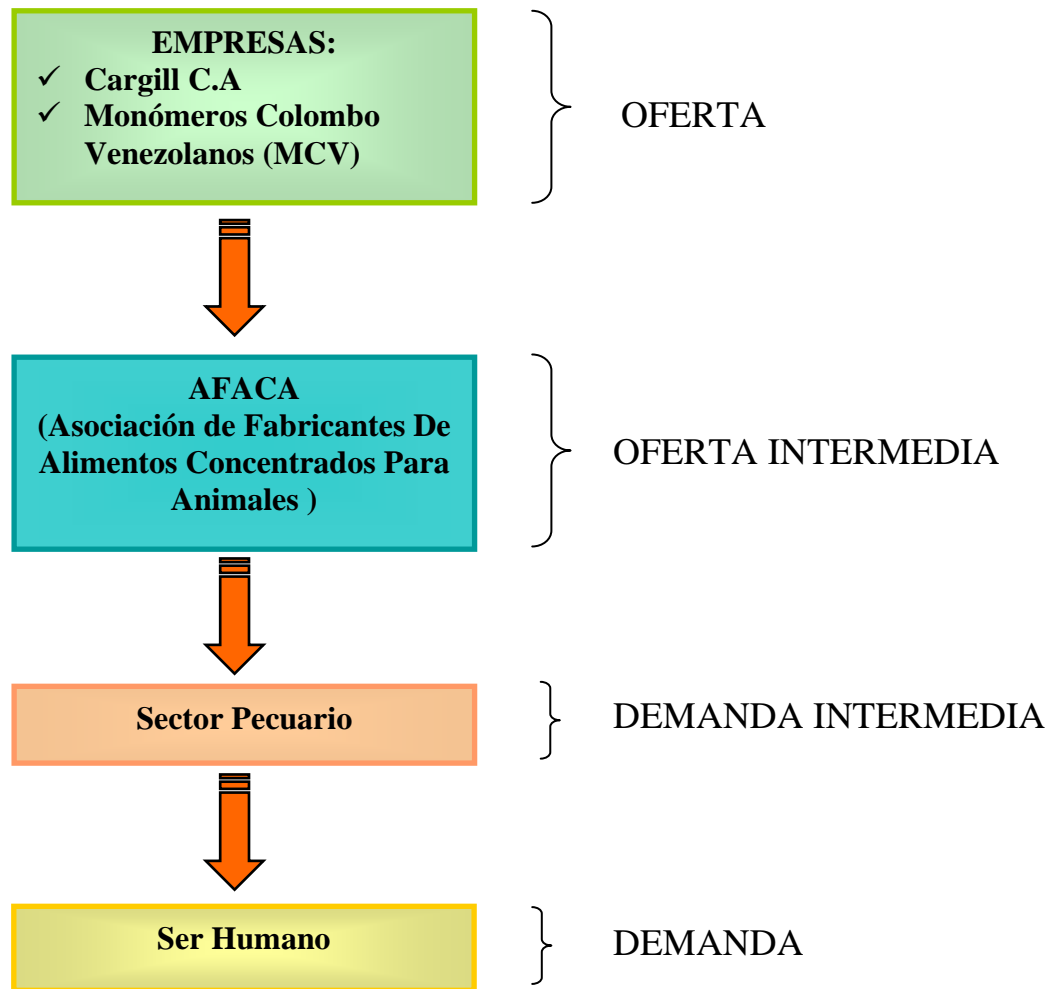 EMPRESAS:
✓ Cargill C.A
✓ Monómeros Colombo
Venezolanos (MCV)
OFERTA
AFACA
(Asociación de Fabricantes De
Alimentos Concentrados Para
Animales )
OFERTA INTERMEDIA
Sector Pecuario
DEMANDA INTERMEDIA
Ser Humano
DEMANDA